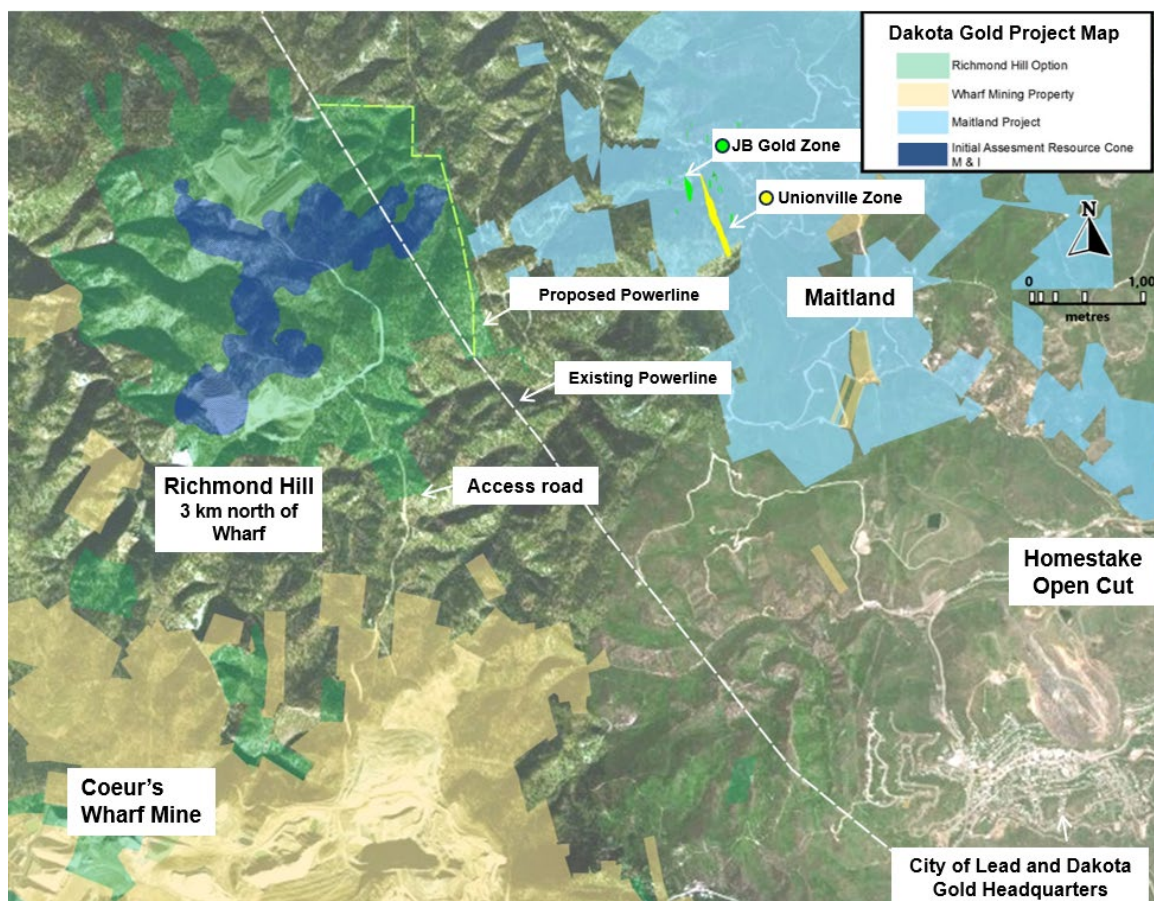 Dakota Gold Project Map
Richmond Hill Option
Wharf Mining Property
Maitland Project
Initial Assesment Resource Cone
M & I
JB Gold Zone
Unionville Zone
N
0 1,00
metres
Proposed Powerline
Maitland
Existing Powerline
Richmond Hill
3 km north of
Wharf
Access road
Homestake
Open Cut
Coeur's
Wharf Mine
City of Lead and Dakota
Gold Headquarters